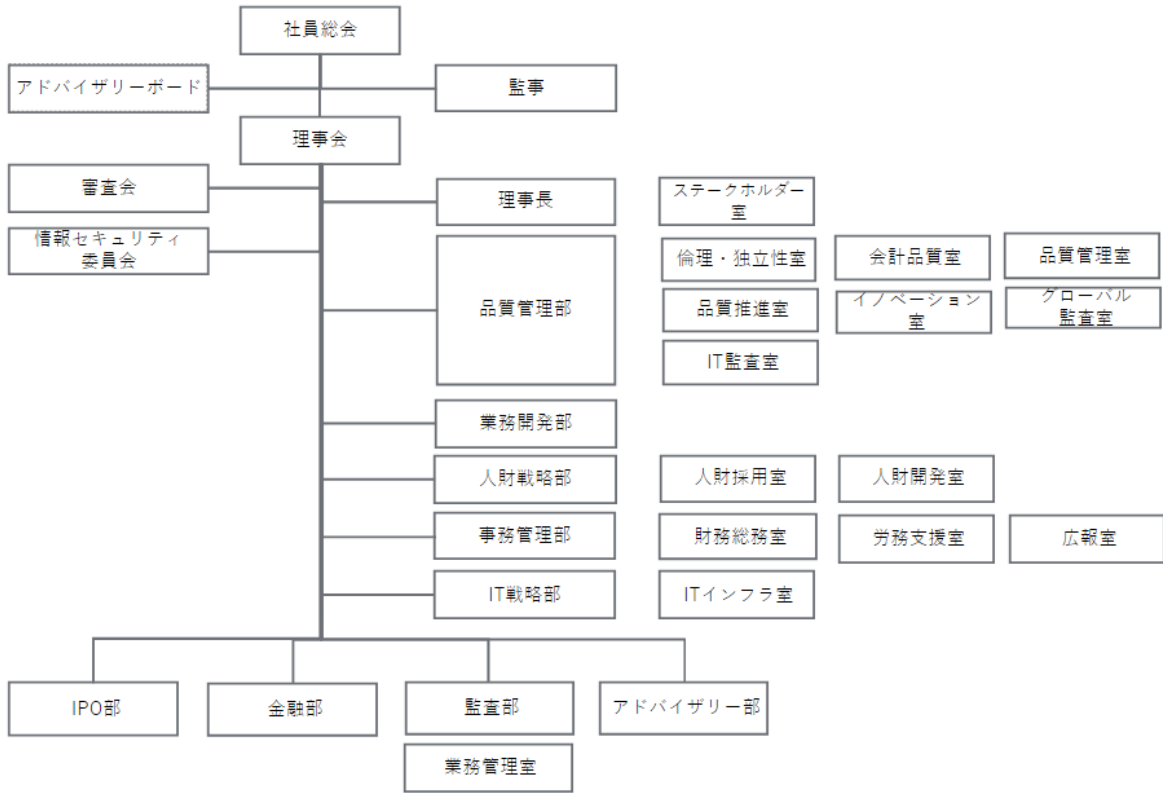 社員総会
アドバイザリーボード
監事
理事会
審査会
理事長
ステークホルダー
室
情報セキュリティ
委員会
品質管理部
倫理・独立性室
会計品質室
品質管理室
品質推進室
イノベーション
室
グローバル
監査室
IT監査室
業務開発部
人財戦略部
人財採用室
人財開発室
事務管理部
財務総務室
労務支援室
広報室
IT戦略部
ITインフラ室
IPO部
金融部
監査部
アドバイザリー部
業務管理室